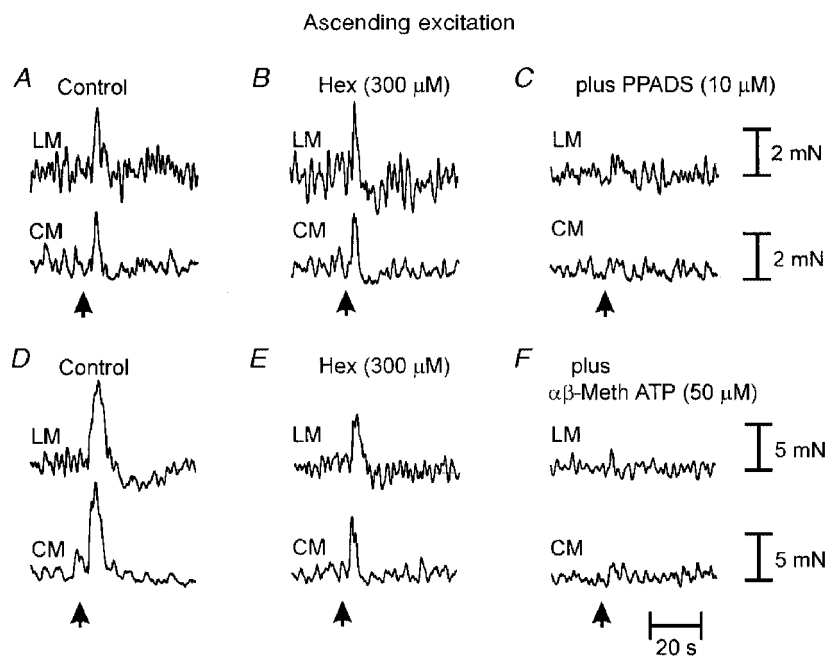 Ascending excitation
A Control
B Hex (300 µM)
C plus PPADS (10 µM)
LM
LM
LM
2 mN
CM
CM
CM
2 mN
D Control
E Hex (300 µM)
F plus
αβ-Meth ATP (50 µM)
LM
LM
LM
5 mN
CM
CM
CM
5 mN
20 s